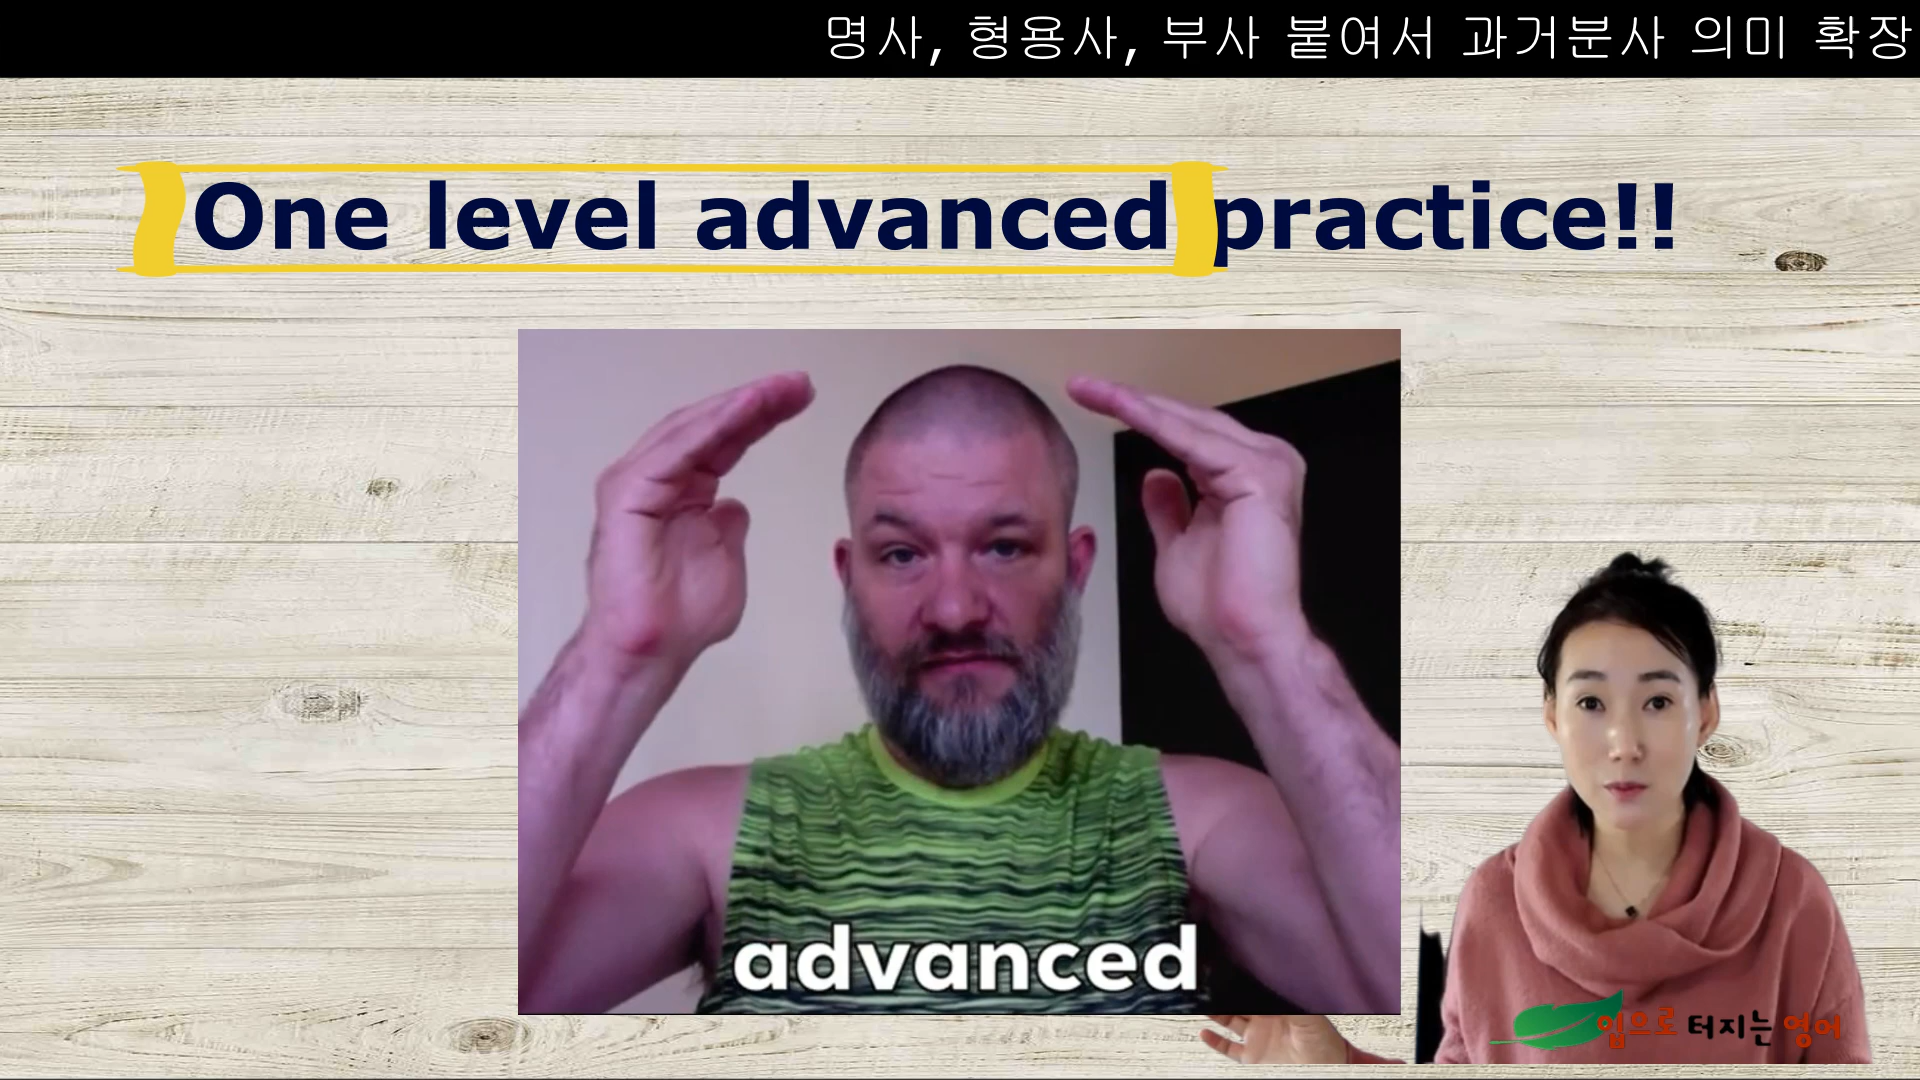 명사, 형용사, 부사 붙여서 과거분사 의미 확장
One level advanced practice!!
advanced
입으로 터지는 영어